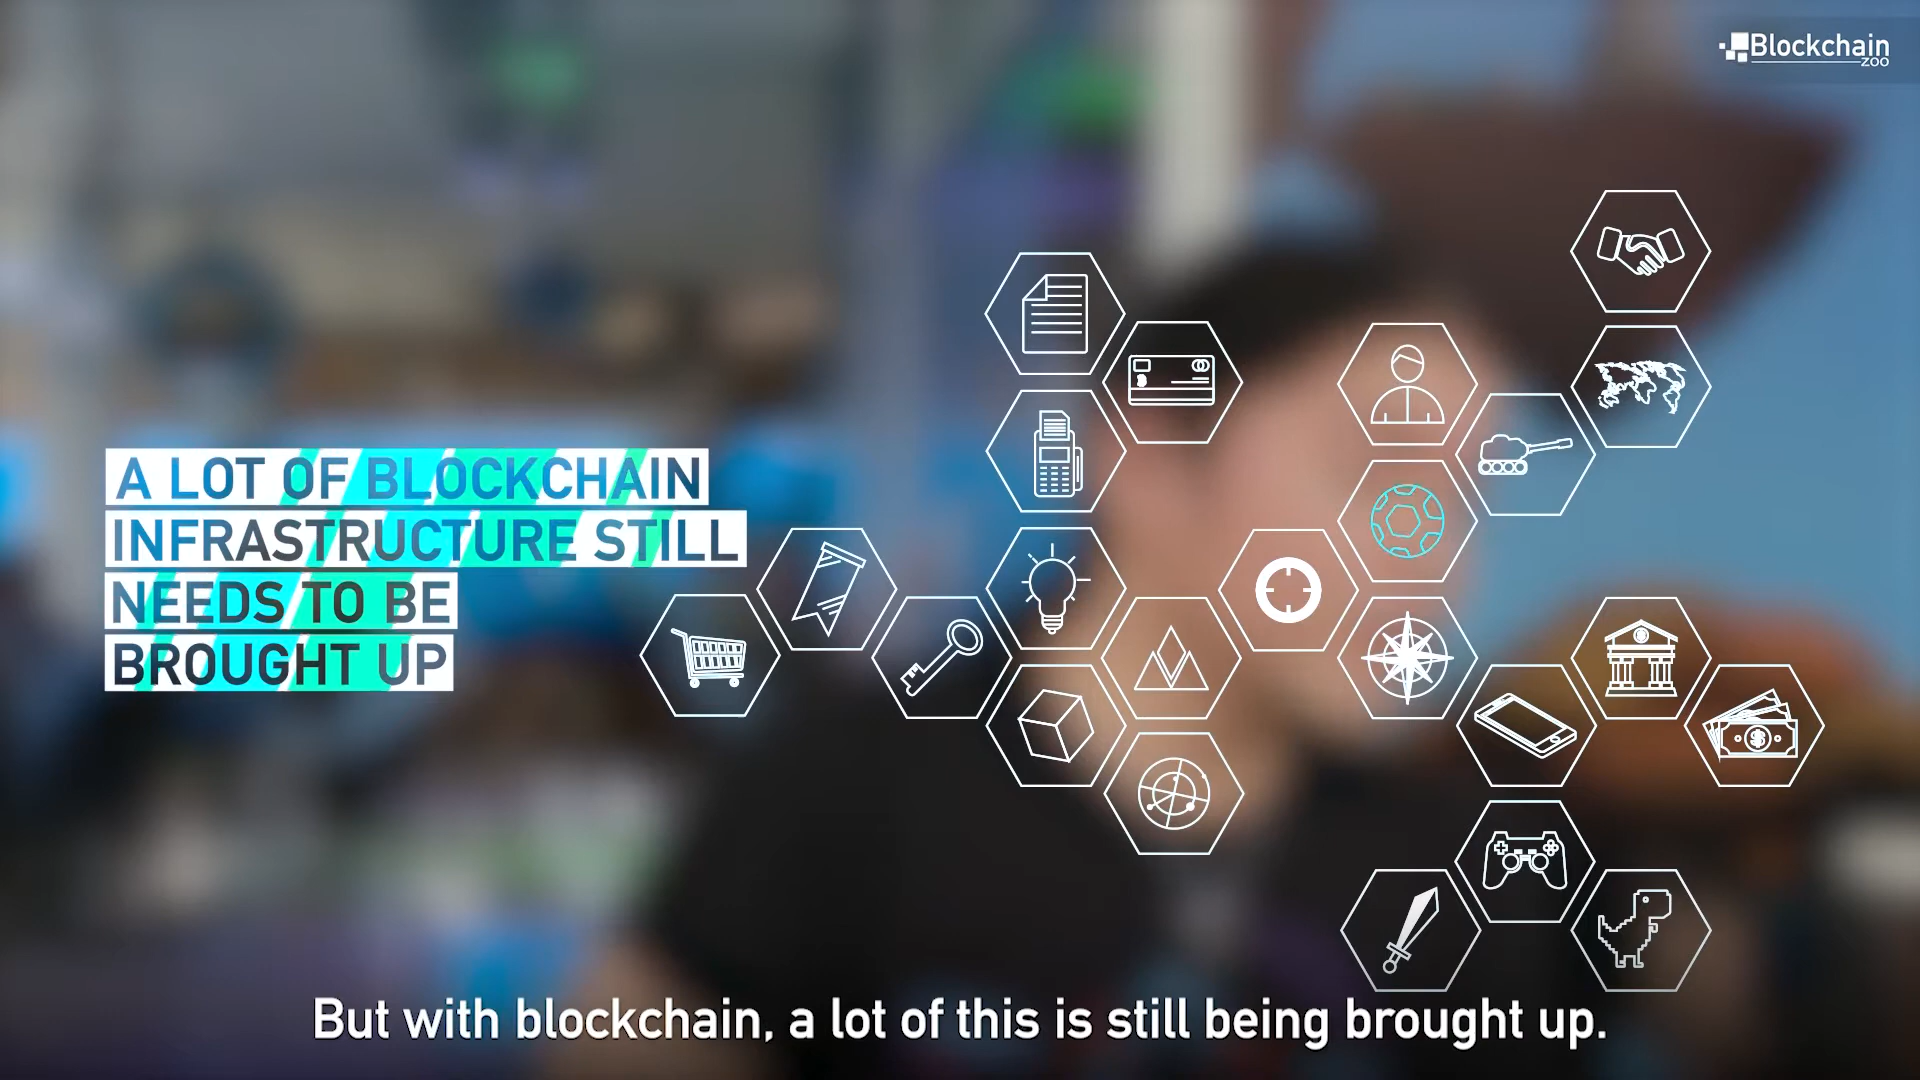 Blockchain
ZOO
A LOT OF BLOCKCHAIN
INFRASTRUCTURE STILL
NEEDS TO BE
BROUGHT UP
But with blockchain, a lot of this is still being brought up.